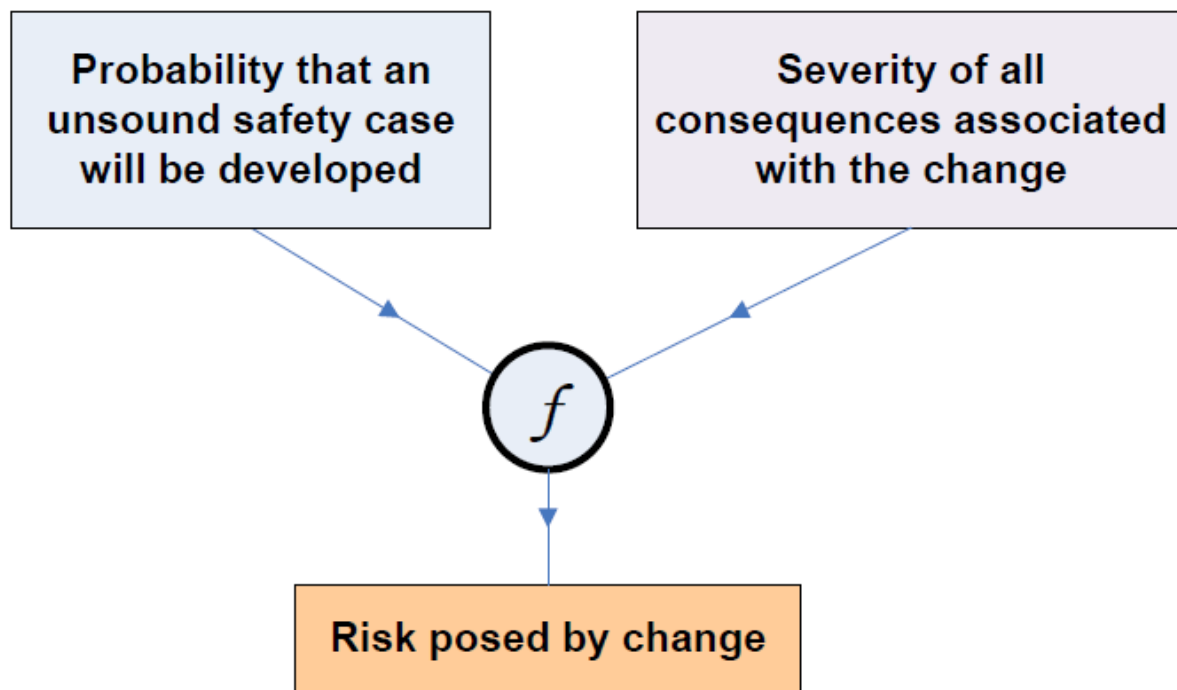 Probability that an
unsound safety case
will be developed
Severity of all
consequences associated
with the change
f
Risk posed by change